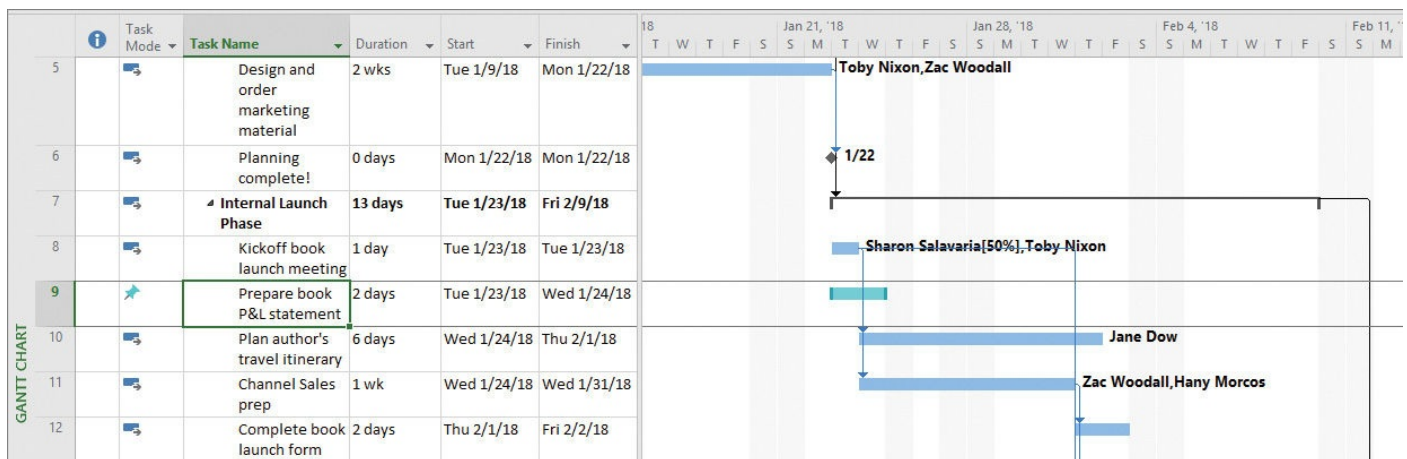 18 Jan 21, '18 Jan 28, '18 Feb 4, '18 Feb 11, '
Task Mode Task Name Duration Start Finish
T W T F S S M T W T F S S M T W T F S S M T W T F S S M
5 Design and order marketing material 2 wks Tue 1/9/18 Mon 1/22/18 Toby Nixon,Zac Woodall
6 Planning complete! 0 days Mon 1/22/18 Mon 1/22/18 1/22
7 Internal Launch Phase 13 days Tue 1/23/18 Fri 2/9/18
8 Kickoff book launch meeting 1 day Tue 1/23/18 Tue 1/23/18 Sharon Salavaria[50%],Toby Nixon
9 Prepare book P&L statement 2 days Tue 1/23/18 Wed 1/24/18
10 Plan author's travel itinerary 6 days Wed 1/24/18 Thu 2/1/18 Jane Dow
11 Channel Sales prep 1 wk Wed 1/24/18 Wed 1/31/18 Zac Woodall,Hany Morcos
12 Complete book launch form 2 days Thu 2/1/18 Fri 2/2/18
GANTT CHART